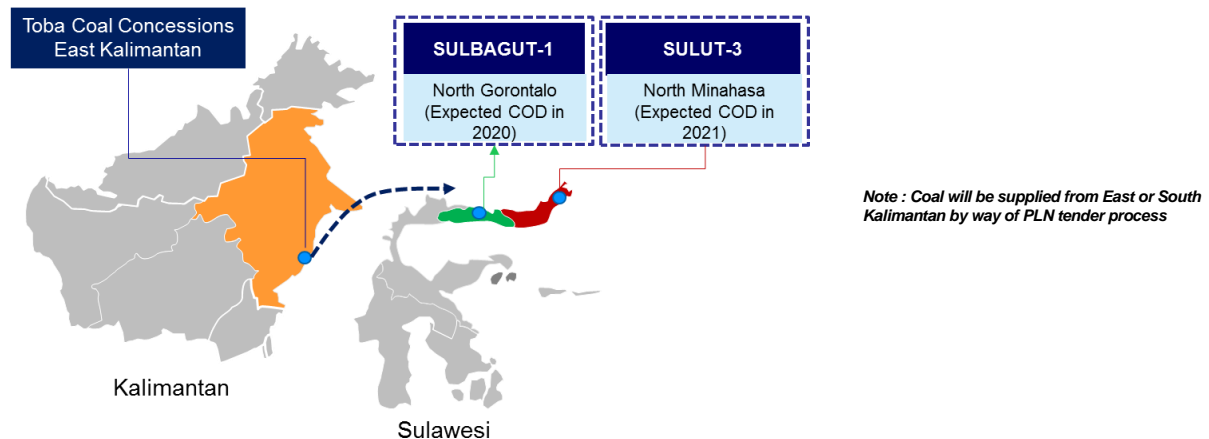 Toba Coal Concessions
East Kalimantan
SULBAGUT-1
North Gorontalo
(Expected COD in
2020)
SULUT-3
North Minahasa
(Expected COD in
2021)
Note : Coal will be supplied from East or South
Kalimantan by way of PLN tender process
Kalimantan
Sulawesi